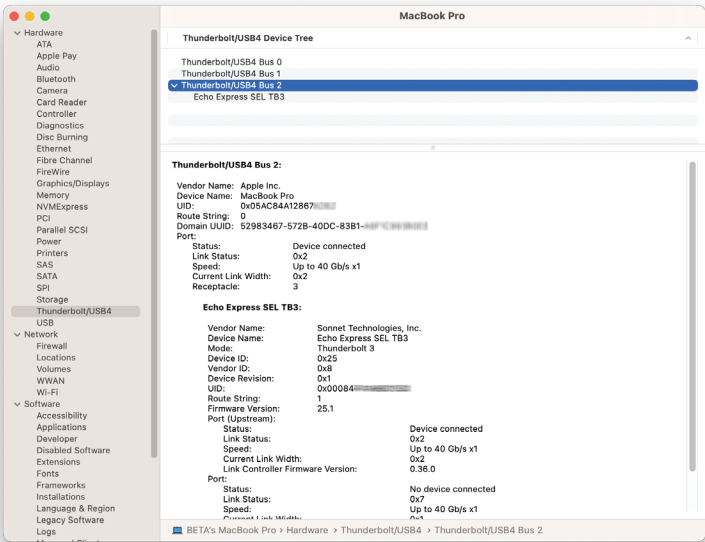 MacBook Pro
Hardware
ATA
Apple Pay
Audio
Bluetooth
Camera
Card Reader
Controller
Diagnostics
Disc Burning
Ethernet
Fibre Channel
FireWire
Graphics/Displays
Memory
NVMExpress
PCI
Parallel SCSI
Power
Printers
SAS
SATA
SPI
Storage
Thunderbolt/USB4
USB
Network
Firewall
Locations
Volumes
WWAN
Wi-Fi
Software
Accessibility
Applications
Developer
Disabled Software
Extensions
Fonts
Frameworks
Installations
Language & Region
Legacy Software
Logs
Thunderbolt/USB4 Device Tree
Thunderbolt/USB4 Bus 0
Thunderbolt/USB4 Bus 1
Thunderbolt/USB4 Bus 2
Echo Express SEL TB3
Thunderbolt/USB4 Bus 2:
Vendor Name: Apple Inc.
Device Name: MacBook Pro
UID: 0x05AC84A12867
Route String: 0
Domain UUID: 52983467-572B-40DC-83B1-
Port:
Status: Device connected
Link Status: 0x2
Speed: Up to 40 Gb/s x1
Current Link Width: 0x2
Receptacle: 3
Echo Express SEL TB3:
Vendor Name: Sonnet Technologies, Inc.
Device Name: Echo Express SEL TB3
Mode: Thunderbolt 3
Device ID: 0x25
Vendor ID: 0x8
Device Revision: 0x1
UID: 0x00084
Route String: 1
Firmware Version: 25.1
Port (Upstream):
Status: Device connected
Link Status: 0x2
Speed: Up to 40 Gb/s x1
Current Link Width: 0x2
Link Controller Firmware Version: 0.36.0
Port:
Status: No device connected
Link Status: 0x7
Speed: Up to 40 Gb/s x1
Current Link Width: 0x1
BETA's MacBook Pro › Hardware › Thunderbolt/USB4 › Thunderbolt/USB4 Bus 2